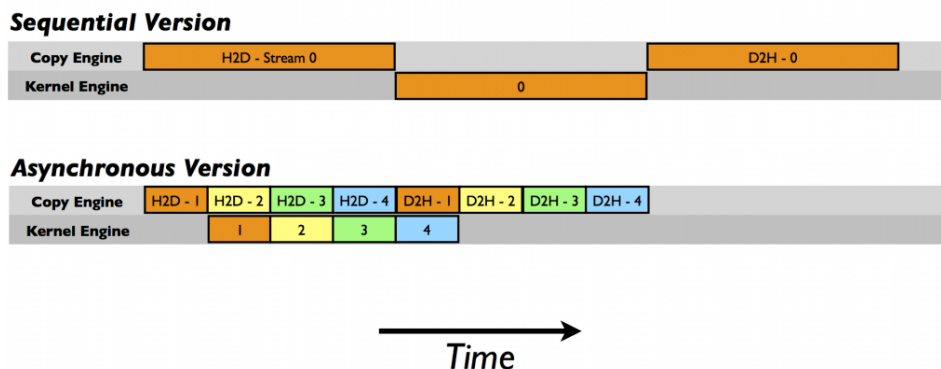 Sequential Version
Copy Engine H2D - Stream 0 D2H - 0
Kernel Engine 0
Asynchronous Version
Copy Engine H2D - 1 H2D - 2 H2D - 3 H2D - 4 D2H - 1 D2H - 2 D2H - 3 D2H - 4
Kernel Engine 1 2 3 4
Time